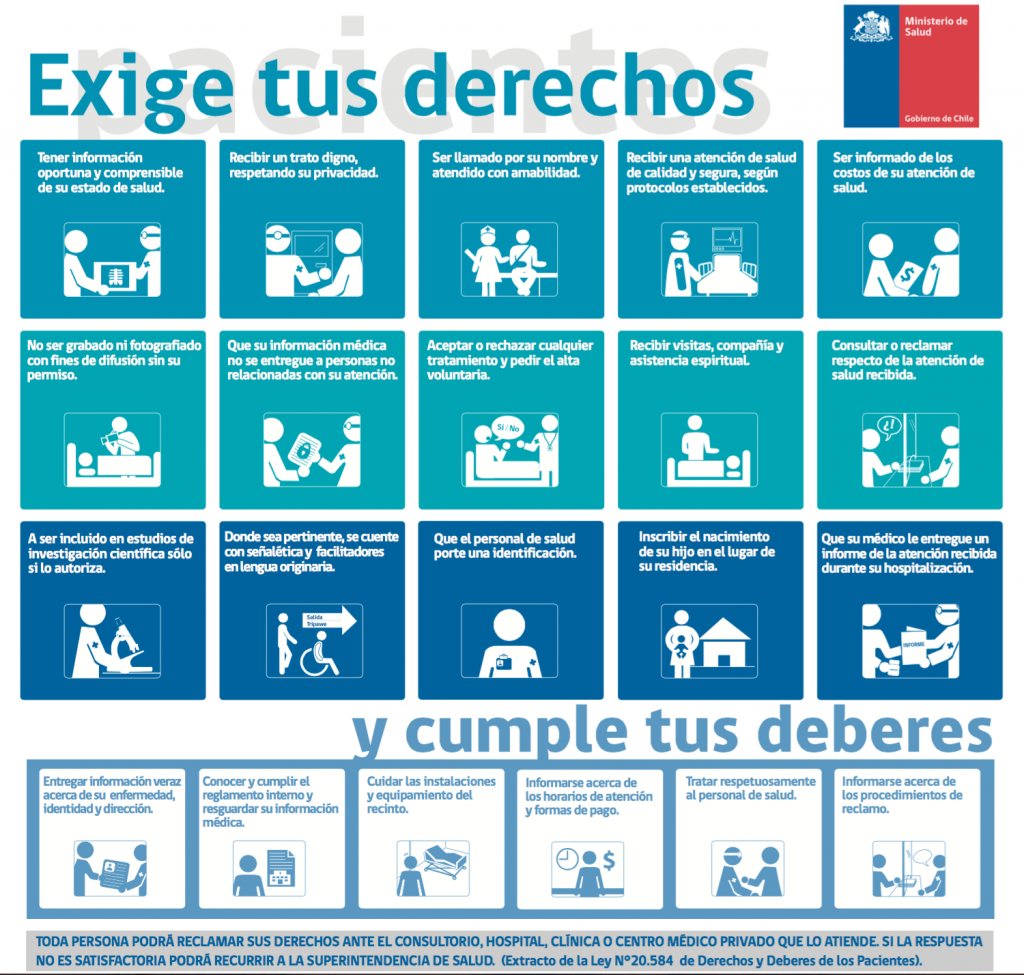 pacientes
Exige tus derechos
Ministerio de
Salud
Gobierno de Chile
Tener información
oportuna y comprensible
de su estado de salud.
Recibir un trato digno,
respetando su privacidad.
Ser llamado por su nombre y
atendido con amabilidad.
Recibir una atención de salud
de calidad y segura, según
protocolos establecidos.
Ser informado de los
costos de su atención de
salud.
$
No ser grabado ni fotografiado
con fines de difusión sin su
permiso.
Que su información médica
no se entregue a personas no
relacionadas con su atención.
Aceptar o rechazar cualquier
tratamiento y pedir el alta
voluntaria.
Sí / No
Recibir visitas, compañía y
asistencia espiritual.
Consultar o reclamar
respecto de la atención de
salud recibida.
¿!
A ser incluido en estudios de
investigación científica sólo
si lo autoriza.
Donde sea pertinente, se cuente
con señalética y facilitadores
en lengua originaria.
Salida
Tripawe
Que el personal de salud
porte una identificación.
Inscribir el nacimiento
de su hijo en el lugar de
su residencia.
Que su médico le entregue un
informe de la atención recibida
durante su hospitalización.
INFORME
y cumple tus deberes
Entregar información veraz
acerca de su enfermedad,
identidad y dirección.
Conocer y cumplir el
reglamento interno y
resguardar su información
médica.
Cuidar las instalaciones
y equipamiento del
recinto.
Informarse acerca de
los horarios de atención
y formas de pago.
$
Tratar respetuosamente
al personal de salud.
Informarse acerca de
los procedimientos de
reclamo.
TODA PERSONA PODRÁ RECLAMAR SUS DERECHOS ANTE EL CONSULTORIO, HOSPITAL, CLÍNICA O CENTRO MÉDICO PRIVADO QUE LO ATIENDE. SI LA RESPUESTA
NO ES SATISFACTORIA PODRÁ RECURRIR A LA SUPERINTENDENCIA DE SALUD. (Extracto de la Ley N°20.584 de Derechos y Deberes de los Pacientes).